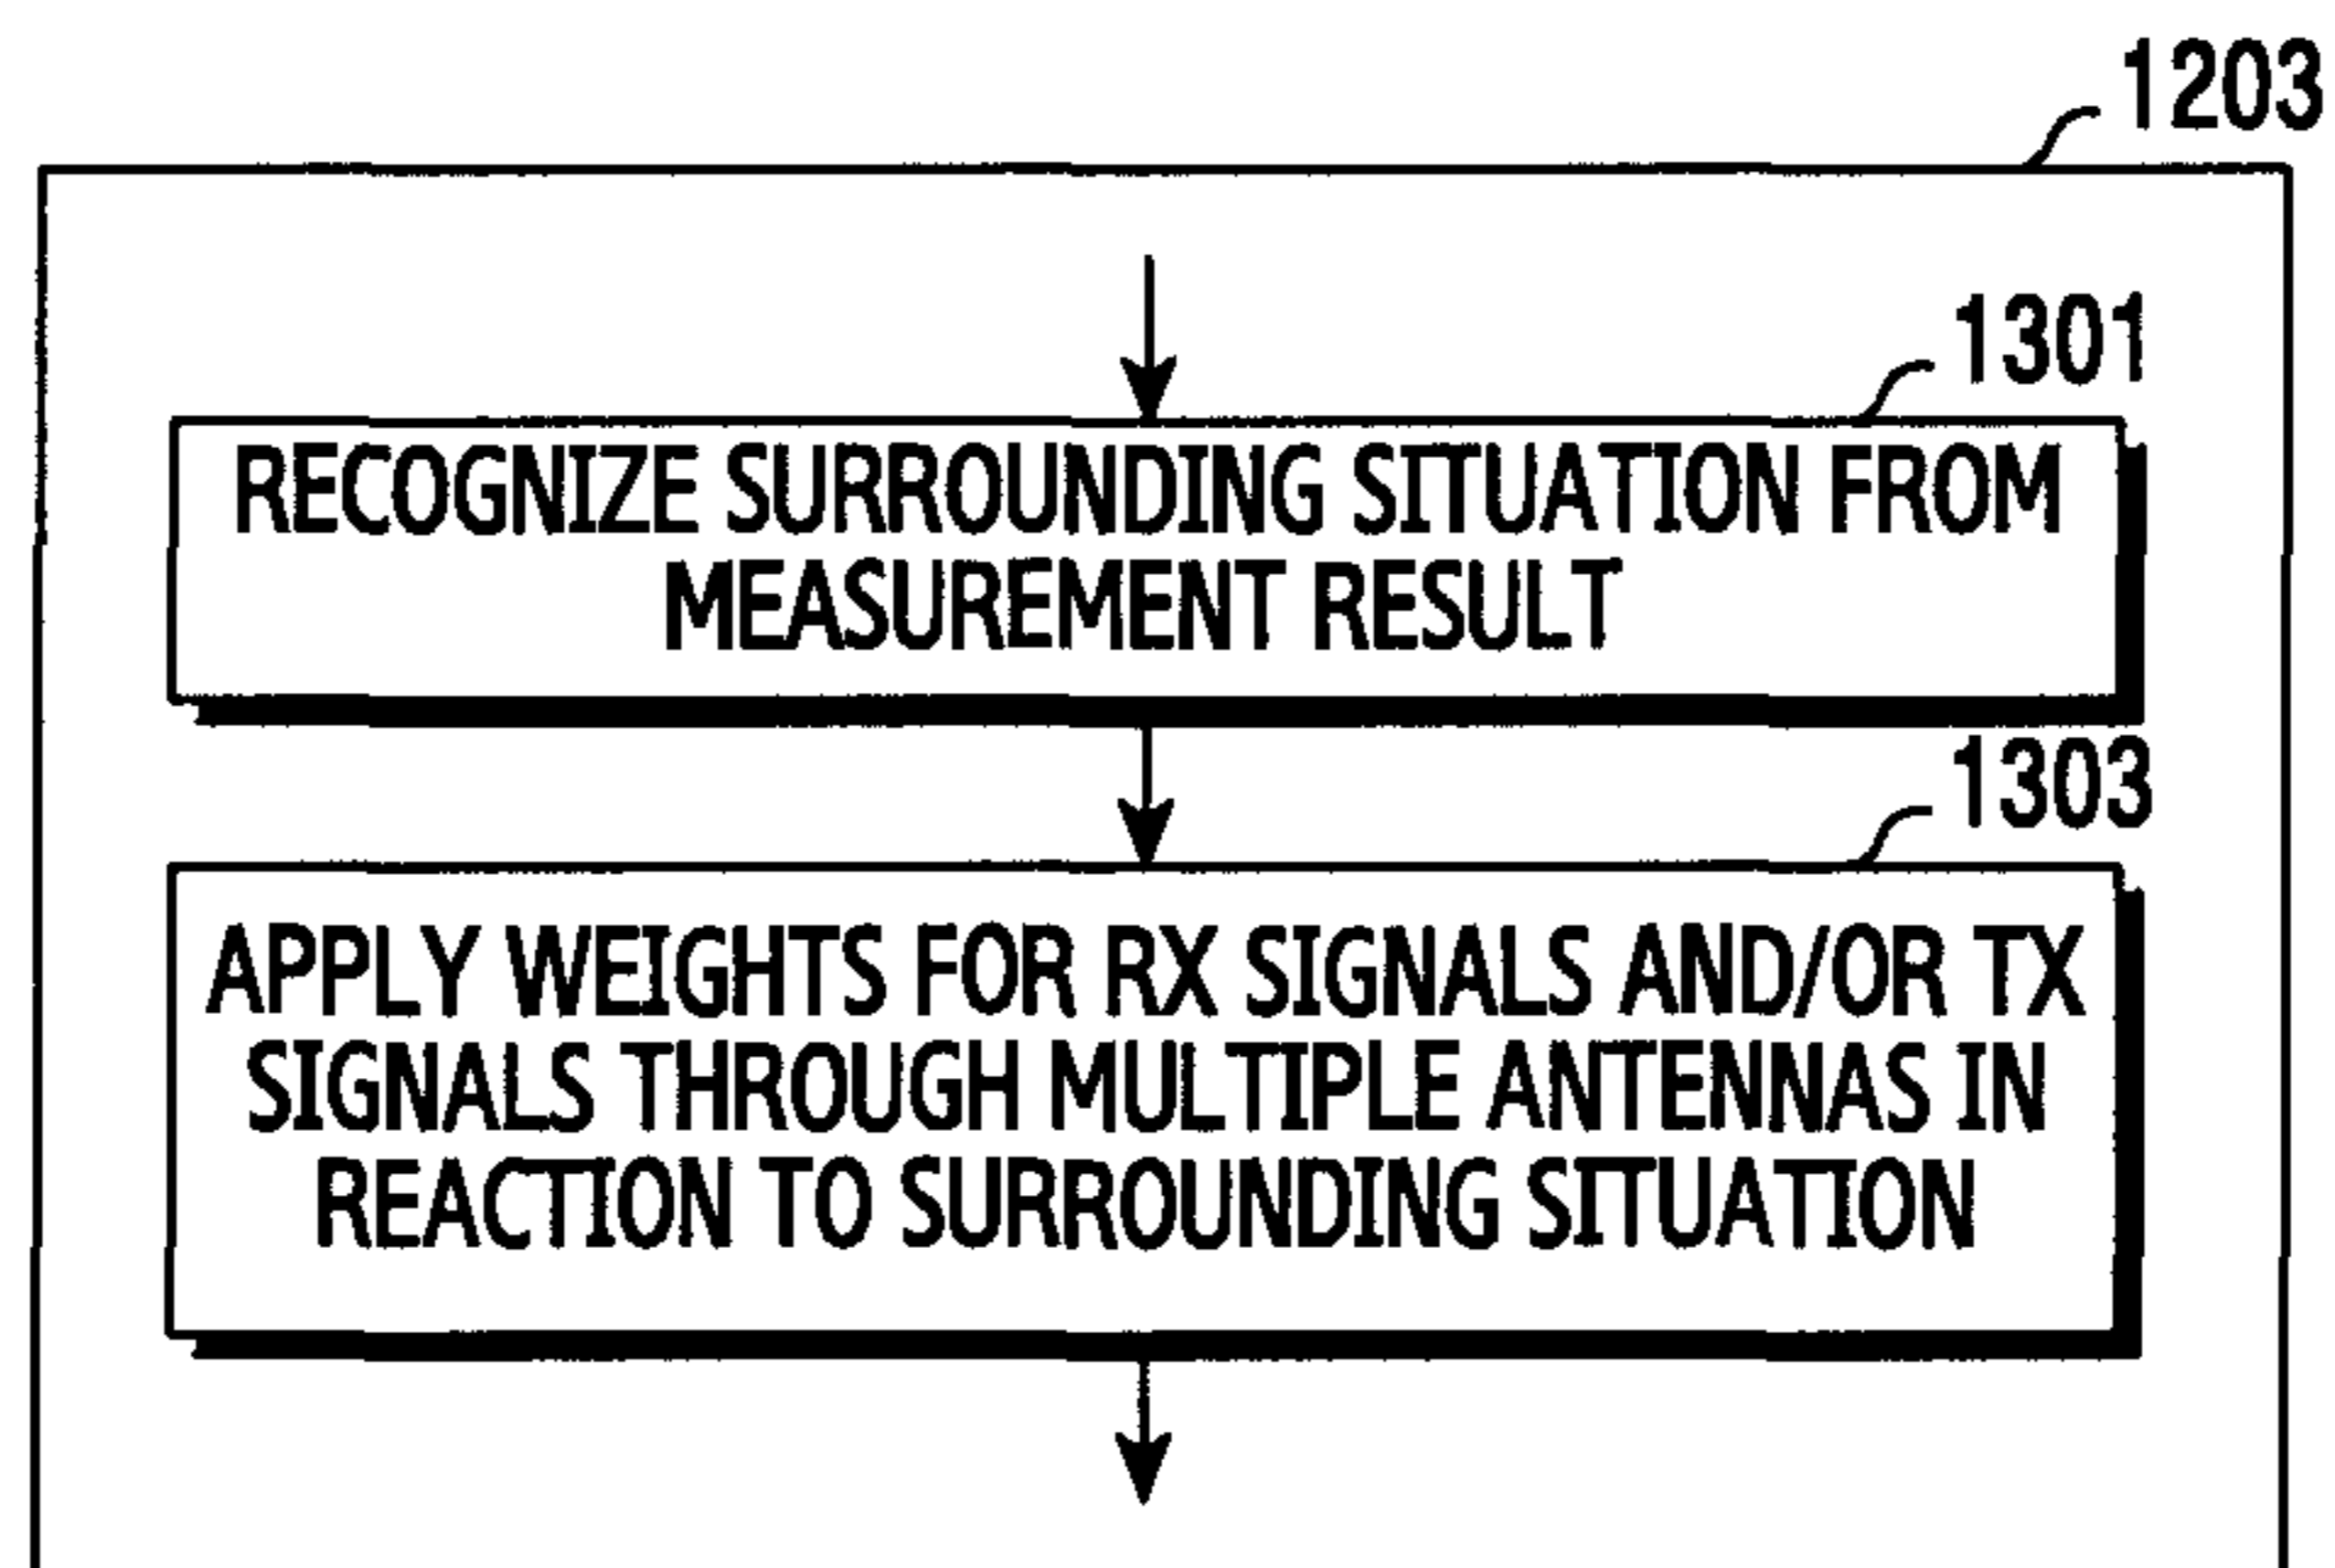 1203
1301
RECOGNIZE SURROUNDING SITUATION FROM
MEASUREMENT RESULT
1303
APPLY WEIGHTS FOR RX SIGNALS AND/OR TX
SIGNALS THROUGH MULTIPLE ANTENNAS IN
REACTION TO SURROUNDING SITUATION